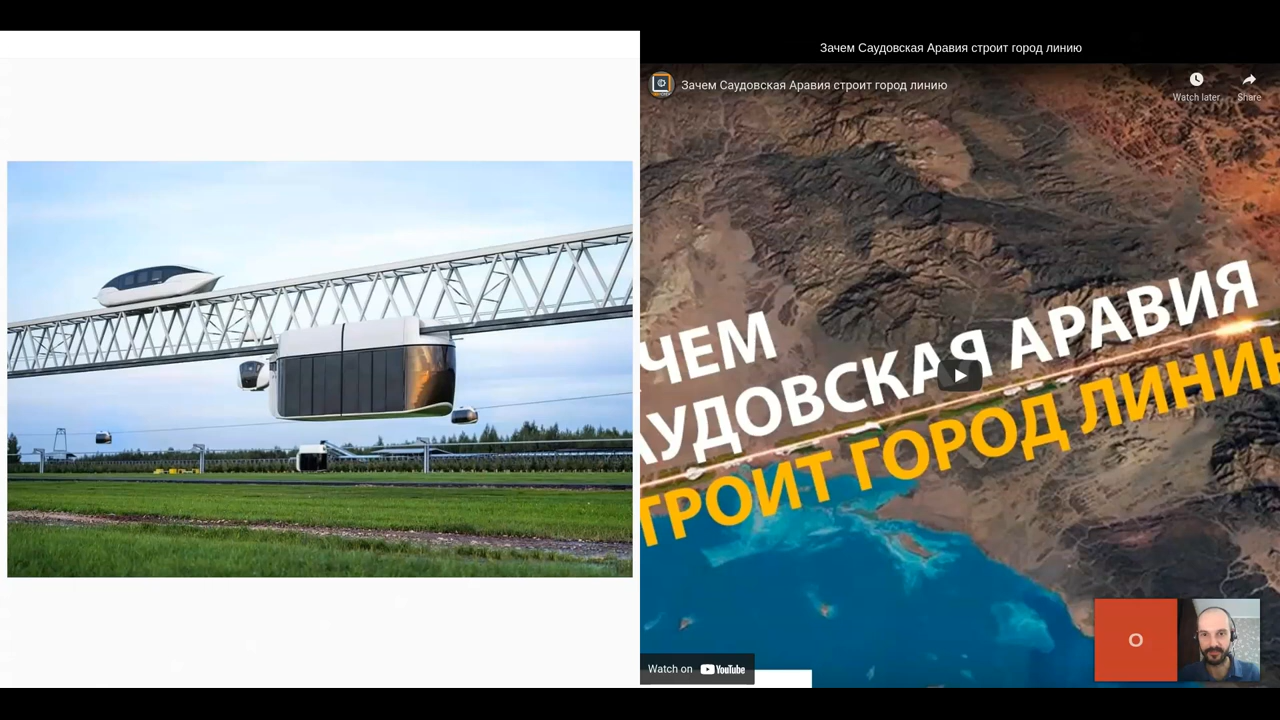 Зачем Саудовская Аравия строит город линию
Зачем Саудовская Аравия строит город линию
Watch later
Share
ЧЕМ
АУДОВСКАЯ АРАВИЯ
ТРОИТ ГОРОД ЛИНИ
Watch on YouTube
О